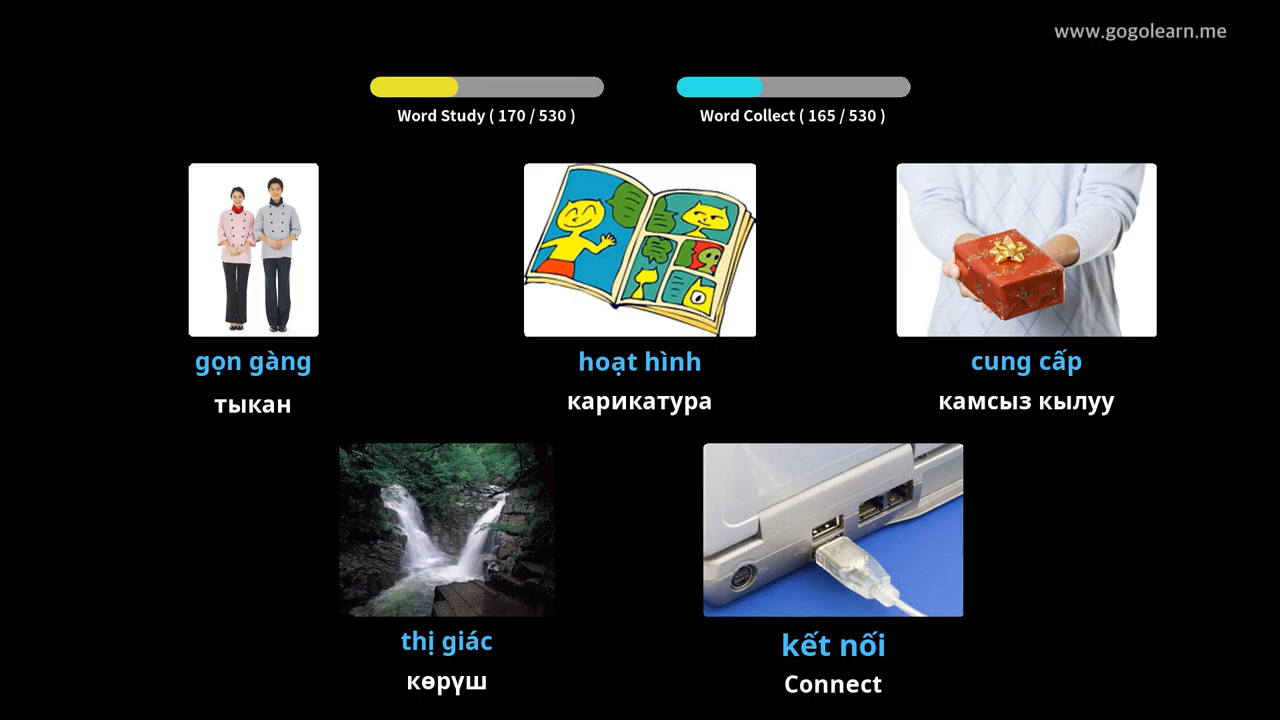 www.gogolearn.me
Word Study ( 170 / 530 )
Word Collect ( 165 / 530 )
gọn gàng
тыкан
hoạt hình
карикатура
cung cấp
камсыз кылуу
thị giác
көрүш
kết nối
Connect